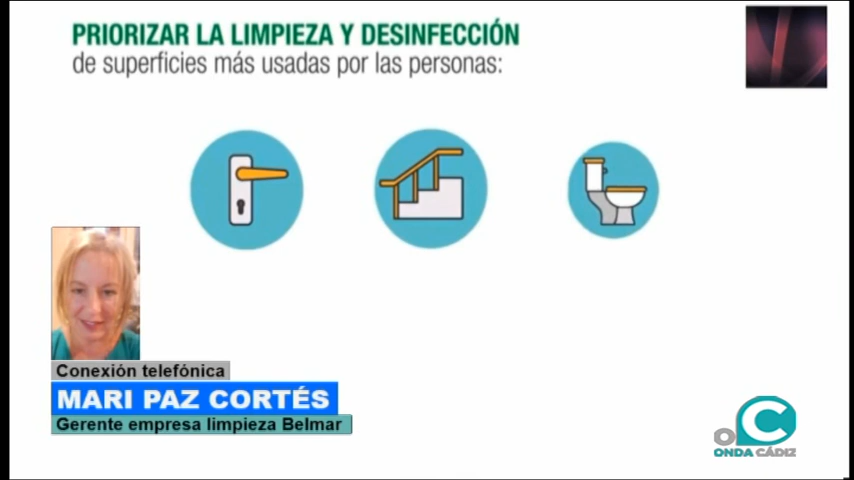 PRIORIZAR LA LIMPIEZA Y DESINFECCIÓN
de superficies más usadas por las personas:
Conexión telefónica
MARI PAZ CORTÉS
Gerente empresa limpieza Belmar
ONDA CÁDIZ